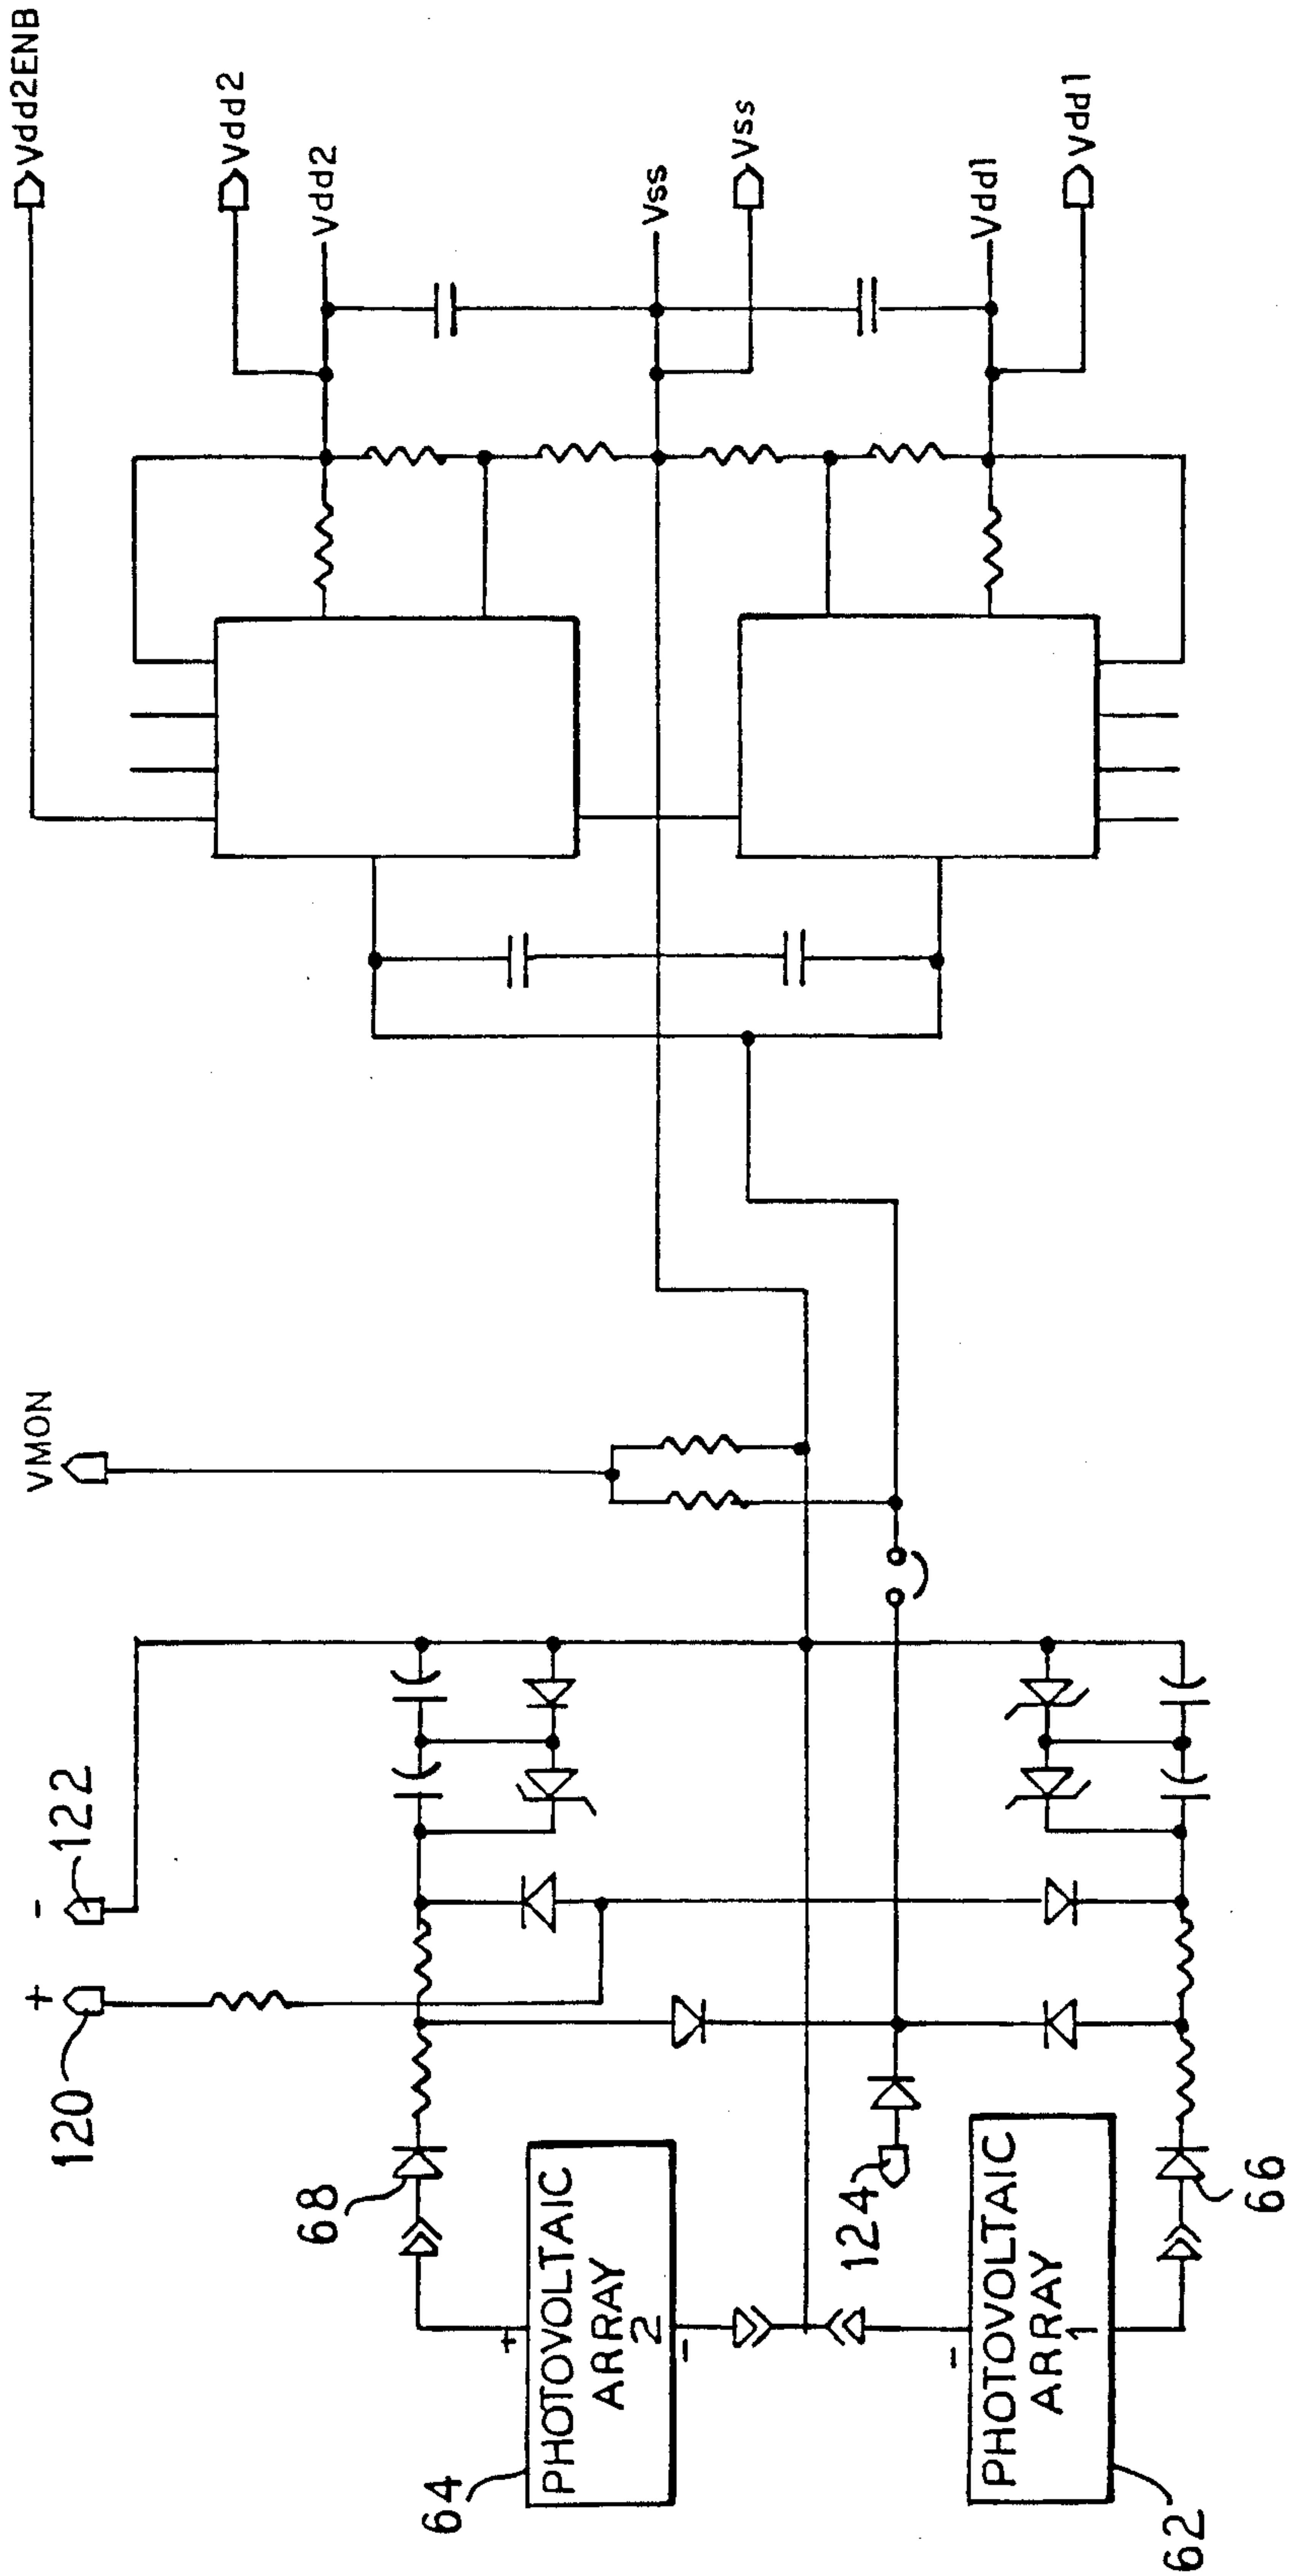 Vdd2ENB
Vdd2
Vdd2
Vss
Vss
Vdd1
Vdd1
VMON
- 122
+ 120
68
64
+
PHOTOVOLTAIC
ARRAY
2
-
124
-
PHOTOVOLTAIC
ARRAY
1
62
66